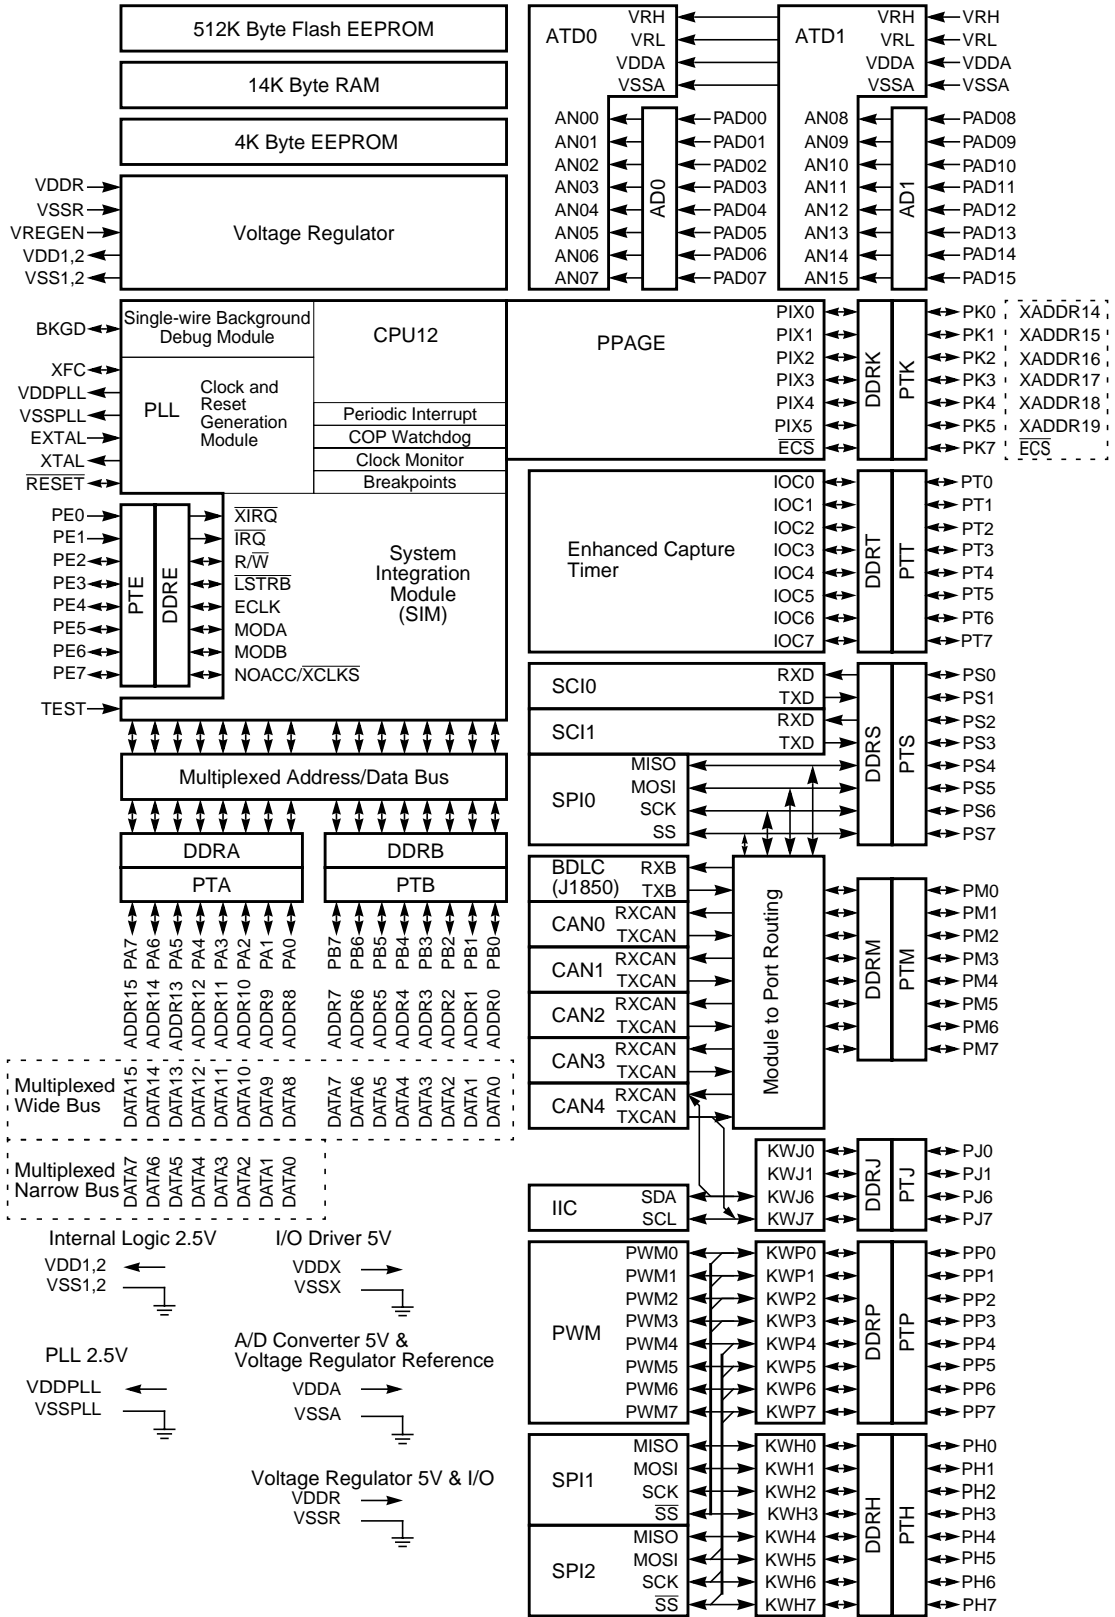 512K Byte Flash EEPROM
14K Byte RAM
4K Byte EEPROM
VDDR
VSSR
VREGEN
VDD1,2
VSS1,2
Voltage Regulator
ATD0
VRH
VRL
VDDA
VSSA
AN00
AN01
AN02
AN03
AN04
AN05
AN06
AN07
AD0
PAD00
PAD01
PAD02
PAD03
PAD04
PAD05
PAD06
PAD07
ATD1
VRH
VRL
VDDA
VSSA
VRH
VRL
VDDA
VSSA
AN08
AN09
AN10
AN11
AN12
AN13
AN14
AN15
AD1
PAD08
PAD09
PAD10
PAD11
PAD12
PAD13
PAD14
PAD15
BKGD
XFC
VDDPLL
VSSPLL
EXTAL
XTAL
RESET
Single-wire Background
Debug Module
CPU12
PLL
Clock and
Reset
Generation
Module
Periodic Interrupt
COP Watchdog
Clock Monitor
Breakpoints
PPAGE
PIX0
PIX1
PIX2
PIX3
PIX4
PIX5
ECS
DDRK
PTK
PK0
PK1
PK2
PK3
PK4
PK5
PK7
XADDR14
XADDR15
XADDR16
XADDR17
XADDR18
XADDR19
ECS
PE0
PE1
PE2
PE3
PE4
PE5
PE6
PE7
TEST
PTE
DDRE
XIRQ
IRQ
R/W
LSTRB
ECLK
MODA
MODB
NOACC/XCLKS
System
Integration
Module
(SIM)
Enhanced Capture
Timer
IOC0
IOC1
IOC2
IOC3
IOC4
IOC5
IOC6
IOC7
DDRT
PTT
PT0
PT1
PT2
PT3
PT4
PT5
PT6
PT7
SCI0
RXD
TXD
SCI1
RXD
TXD
SPI0
MISO
MOSI
SCK
SS
DDRS
PTS
PS0
PS1
PS2
PS3
PS4
PS5
PS6
PS7
Multiplexed Address/Data Bus
DDRA
PTA
DDRB
PTB
PA7
PA6
PA5
PA4
PA3
PA2
PA1
PA0
PB7
PB6
PB5
PB4
PB3
PB2
PB1
PB0
ADDR15
ADDR14
ADDR13
ADDR12
ADDR11
ADDR10
ADDR9
ADDR8
ADDR7
ADDR6
ADDR5
ADDR4
ADDR3
ADDR2
ADDR1
ADDR0
Multiplexed
Wide Bus
DATA15
DATA14
DATA13
DATA12
DATA11
DATA10
DATA9
DATA8
DATA7
DATA6
DATA5
DATA4
DATA3
DATA2
DATA1
DATA0
Multiplexed
Narrow Bus
DATA7
DATA6
DATA5
DATA4
DATA3
DATA2
DATA1
DATA0
BDLC
(J1850)
RXB
TXB
CAN0
RXCAN
TXCAN
CAN1
RXCAN
TXCAN
CAN2
RXCAN
TXCAN
CAN3
RXCAN
TXCAN
CAN4
RXCAN
TXCAN
Module to Port Routing
DDRM
PTM
PM0
PM1
PM2
PM3
PM4
PM5
PM6
PM7
IIC
SDA
SCL
KWJ0
KWJ1
KWJ6
KWJ7
DDRJ
PTJ
PJ0
PJ1
PJ6
PJ7
Internal Logic 2.5V
VDD1,2
VSS1,2
I/O Driver 5V
VDDX
VSSX
PLL 2.5V
VDDPLL
VSSPLL
A/D Converter 5V &
Voltage Regulator Reference
VDDA
VSSA
Voltage Regulator 5V & I/O
VDDR
VSSR
PWM
PWM0
PWM1
PWM2
PWM3
PWM4
PWM5
PWM6
PWM7
KWP0
KWP1
KWP2
KWP3
KWP4
KWP5
KWP6
KWP7
DDRP
PTP
PP0
PP1
PP2
PP3
PP4
PP5
PP6
PP7
SPI1
MISO
MOSI
SCK
SS
SPI2
MISO
MOSI
SCK
SS
KWH0
KWH1
KWH2
KWH3
KWH4
KWH5
KWH6
KWH7
DDRH
PTH
PH0
PH1
PH2
PH3
PH4
PH5
PH6
PH7